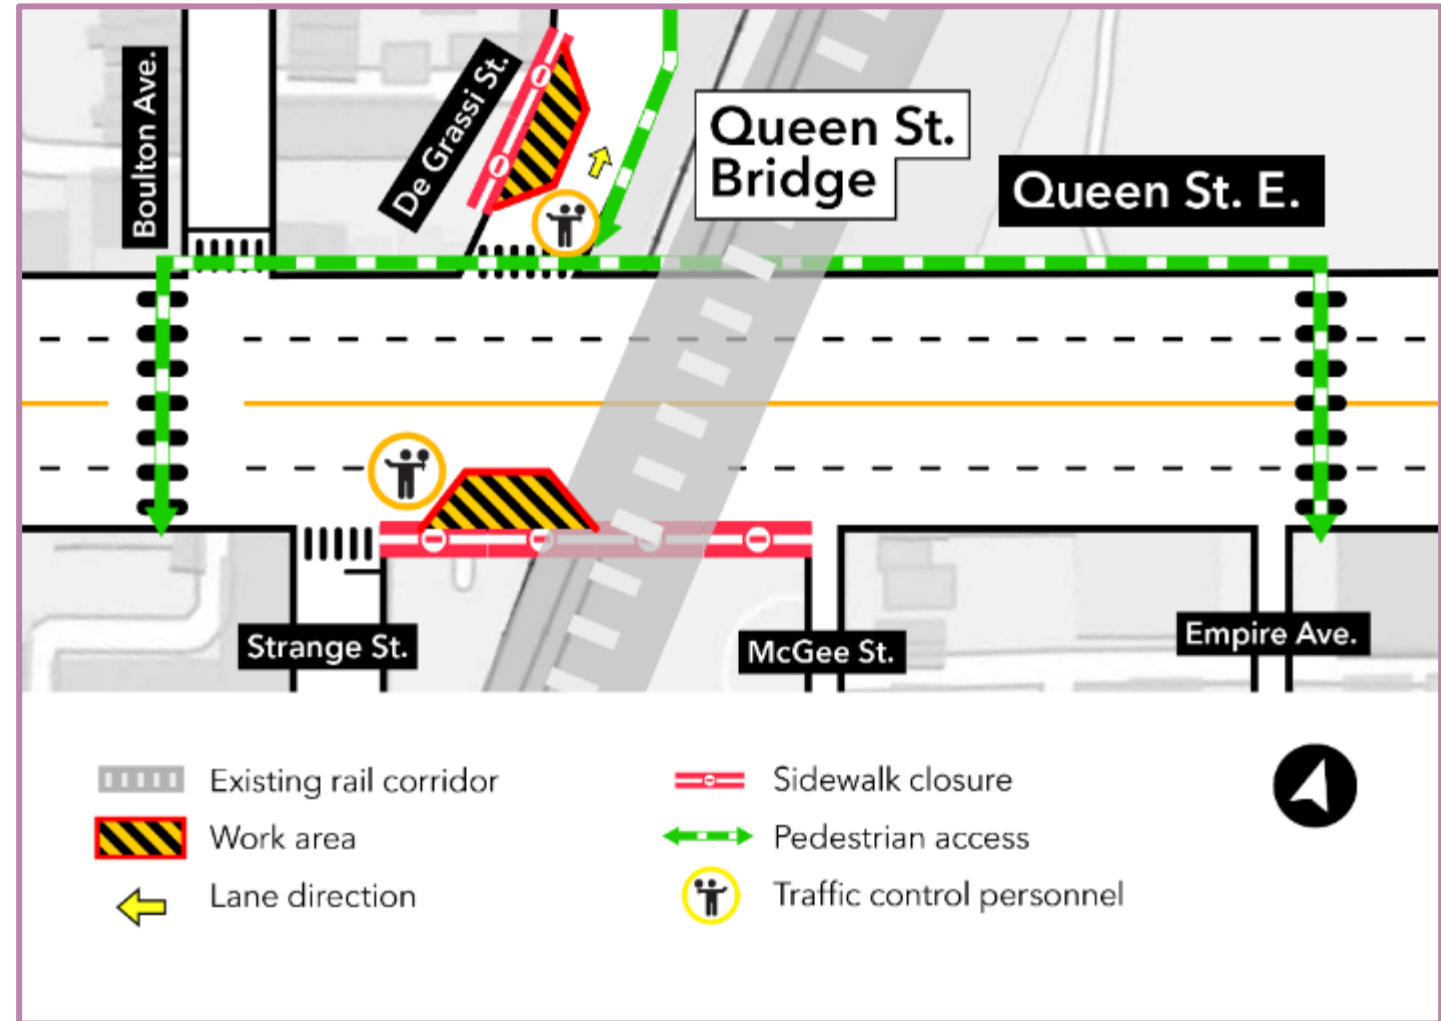 Boulton Ave.
De Grassi St.
Queen St.
Bridge
Queen St. E.
Strange St.
McGee St.
Empire Ave.
Existing rail corridor
Sidewalk closure
Work area
Pedestrian access
Lane direction
Traffic control personnel